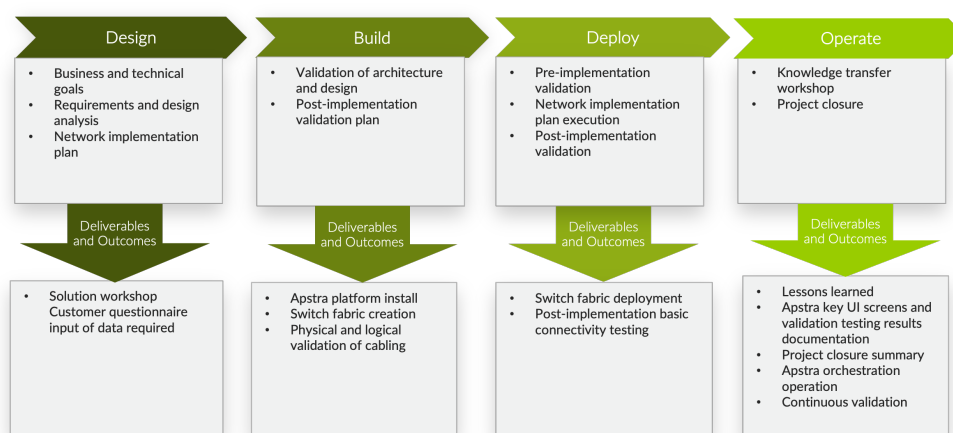 Design
Build
Deploy
Operate
• Business and technical
goals
• Requirements and design
analysis
• Network implementation
plan
• Validation of architecture
and design
• Post-implementation
validation plan
• Pre-implementation
validation
• Network implementation
plan execution
• Post-implementation
validation
• Knowledge transfer
workshop
• Project closure
Deliverables
and Outcomes
Deliverables
and Outcomes
Deliverables
and Outcomes
Deliverables
and Outcomes
• Solution workshop
Customer questionnaire
input of data required
• Apstra platform install
• Switch fabric creation
• Physical and logical
validation of cabling
• Switch fabric deployment
• Post-implementation basic
connectivity testing
• Lessons learned
• Apstra key UI screens and
validation testing results
documentation
• Project closure summary
• Apstra orchestration
operation
• Continuous validation